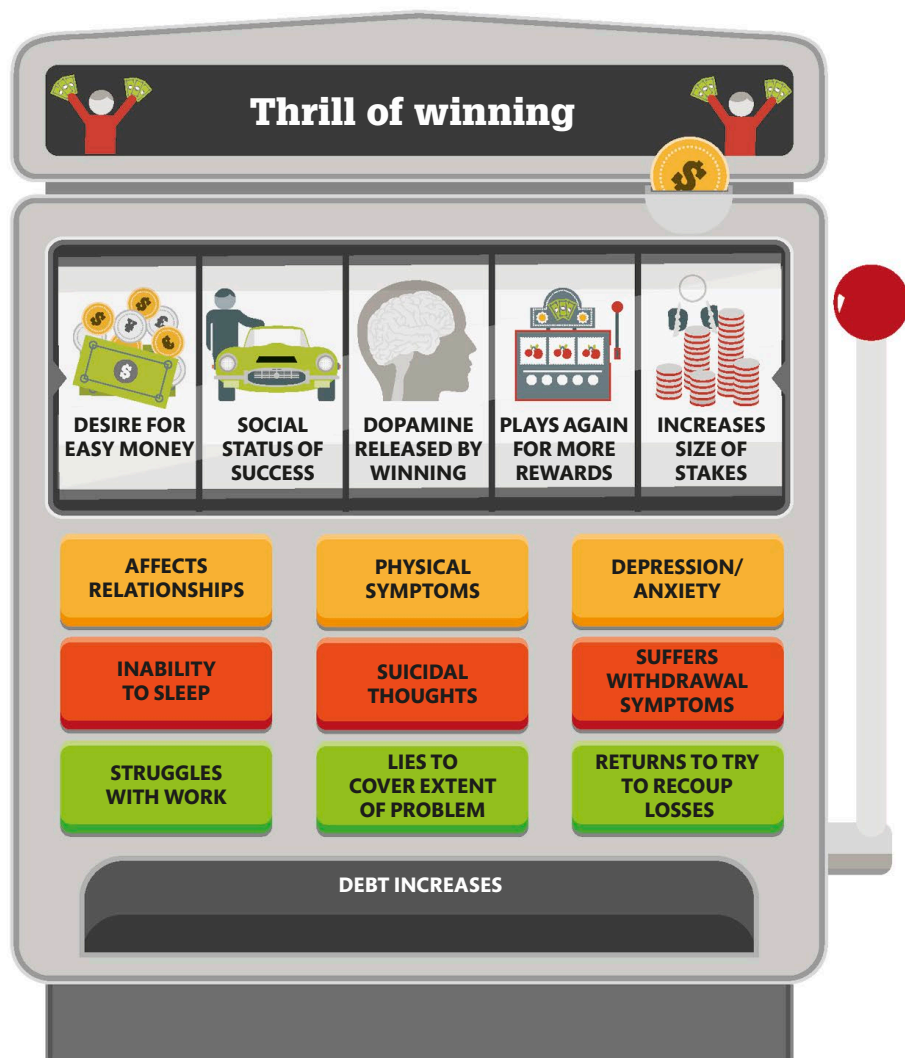 Thrill of winning
DESIRE FOR
EASY MONEY
SOCIAL
STATUS OF
SUCCESS
DOPAMINE
RELEASED BY
WINNING
PLAYS AGAIN
FOR MORE
REWARDS
INCREASES
SIZE OF
STAKES
AFFECTS
RELATIONSHIPS
PHYSICAL
SYMPTOMS
DEPRESSION/
ANXIETY
INABILITY
TO SLEEP
SUICIDAL
THOUGHTS
SUFFERS
WITHDRAWAL
SYMPTOMS
STRUGGLES
WITH WORK
LIES TO
COVER EXTENT
OF PROBLEM
RETURNS TO TRY
TO RECOUP
LOSSES
DEBT INCREASES